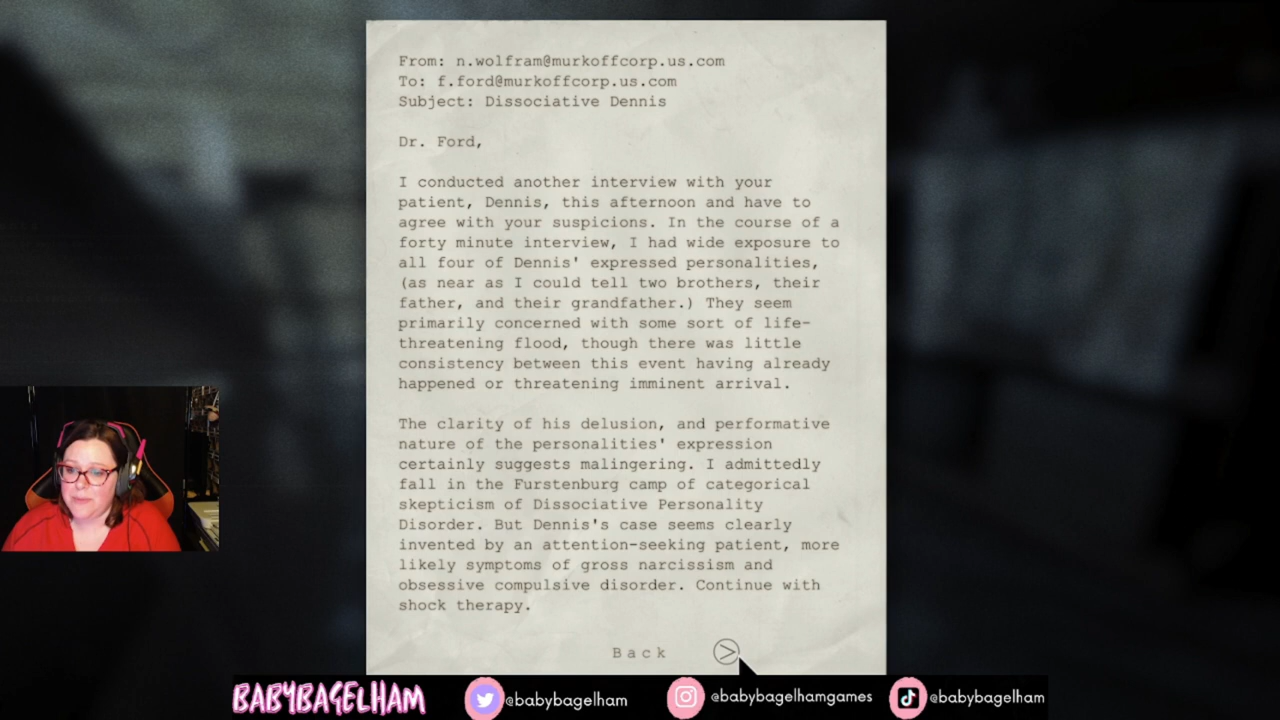 From: n.wolfram@murkoffcorp.us.com
To: f.ford@murkoffcorp.us.com
Subject: Dissociative Dennis
Dr. Ford,
I conducted another interview with your
patient, Dennis, this afternoon and have to
agree with your suspicions. In the course of a
forty minute interview, I had wide exposure to
all four of Dennis' expressed personalities,
(as near as I could tell two brothers, their
father, and their grandfather.) They seem
primarily concerned with some sort of life-
threatening flood, though there was little
consistency between this event having already
happened or threatening imminent arrival.
The clarity of his delusion, and performative
nature of the personalities' expression
certainly suggests malingering. I admittedly
fall in the Furstenburg camp of categorical
skepticism of Dissociative Personality
Disorder. But Dennis's case seems clearly
invented by an attention-seeking patient, more
likely symptoms of gross narcissism and
obsessive compulsive disorder. Continue with
shock therapy.
Back
BABYBAGELHAM
@babybagelham
@babybagelhamgames
@babybagelham